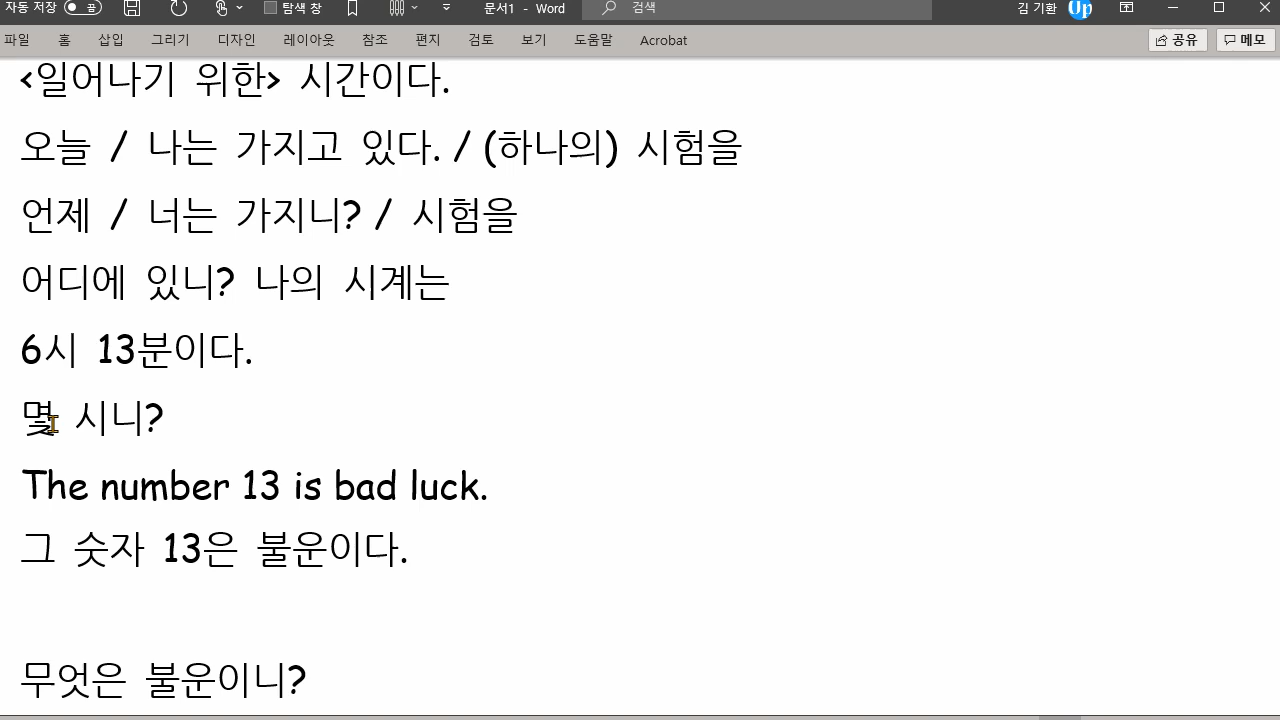 자동 저장 끔 탐색 창 문서1 - Word 검색 김 기환 Up
파일 홈 삽입 그리기 디자인 레이아웃 참조 편지 검토 보기 도움말 Acrobat 공유 메모
<일어나기 위한> 시간이다.
오늘 / 나는 가지고 있다. / (하나의) 시험을
언제 / 너는 가지니? / 시험을
어디에 있니? 나의 시계는
6시 13분이다.
몇 시니?
The number 13 is bad luck.
그 숫자 13은 불운이다.
무엇은 불운이니?